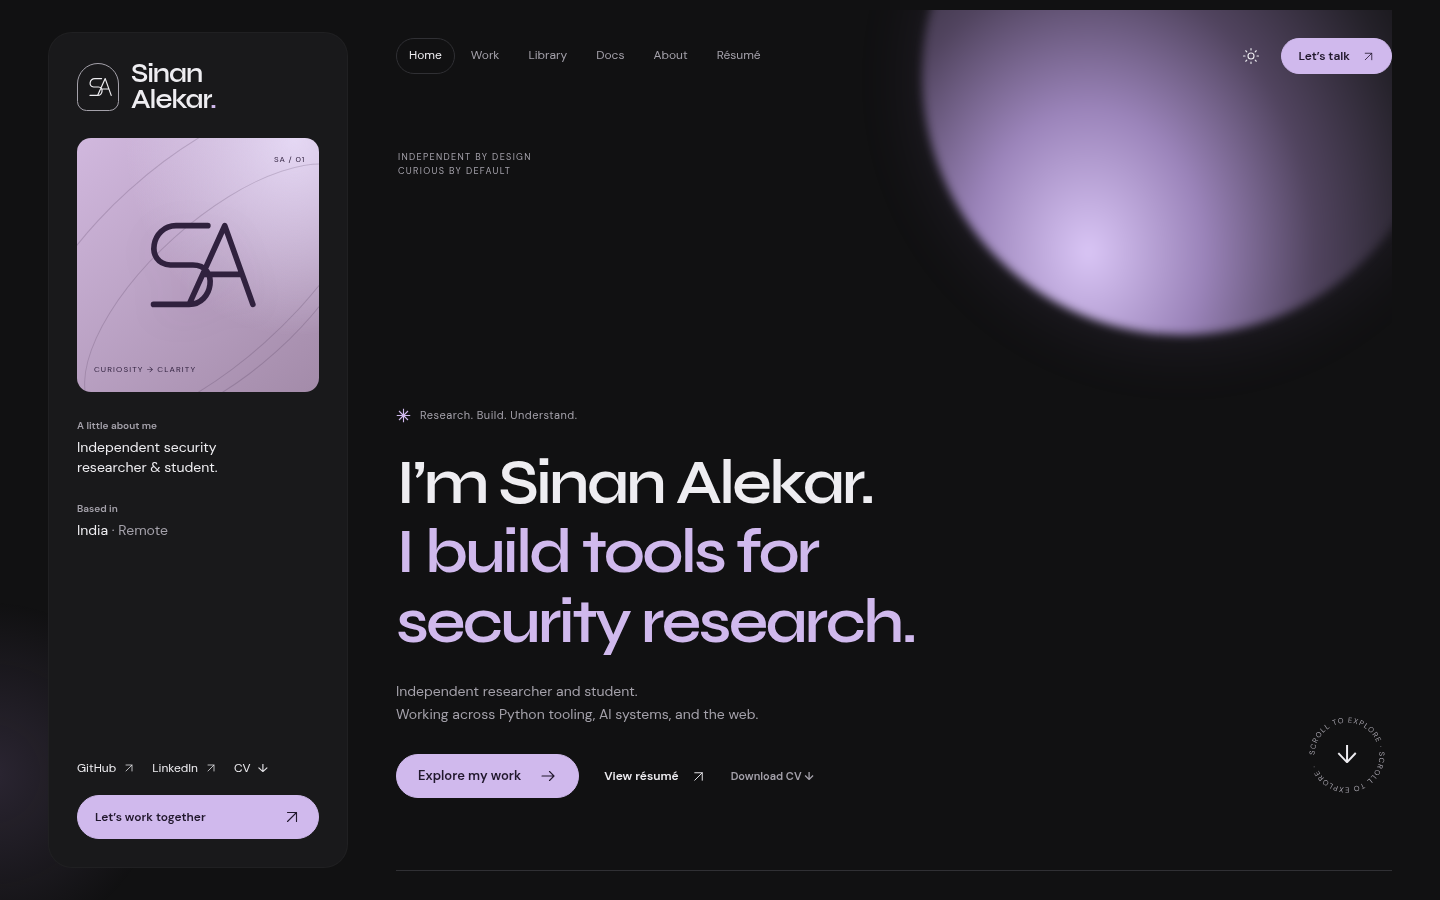 SA
Sinan
Alekar.
SA / 01
SA
CURIOSITY → CLARITY
A little about me
Independent security
researcher & student.
Based in
India · Remote
GitHub ↗ LinkedIn ↗ CV ↓
Let’s work together ↗
Home Work Library Docs About Résumé
Let’s talk ↗
INDEPENDENT BY DESIGN
CURIOUS BY DEFAULT
Research. Build. Understand.
I’m Sinan Alekar.
I build tools for
security research.
Independent researcher and student.
Working across Python tooling, AI systems, and the web.
Explore my work → View résumé ↗ Download CV ↓
SCROLL TO EXPLORE · SCROLL TO EXPLORE ·